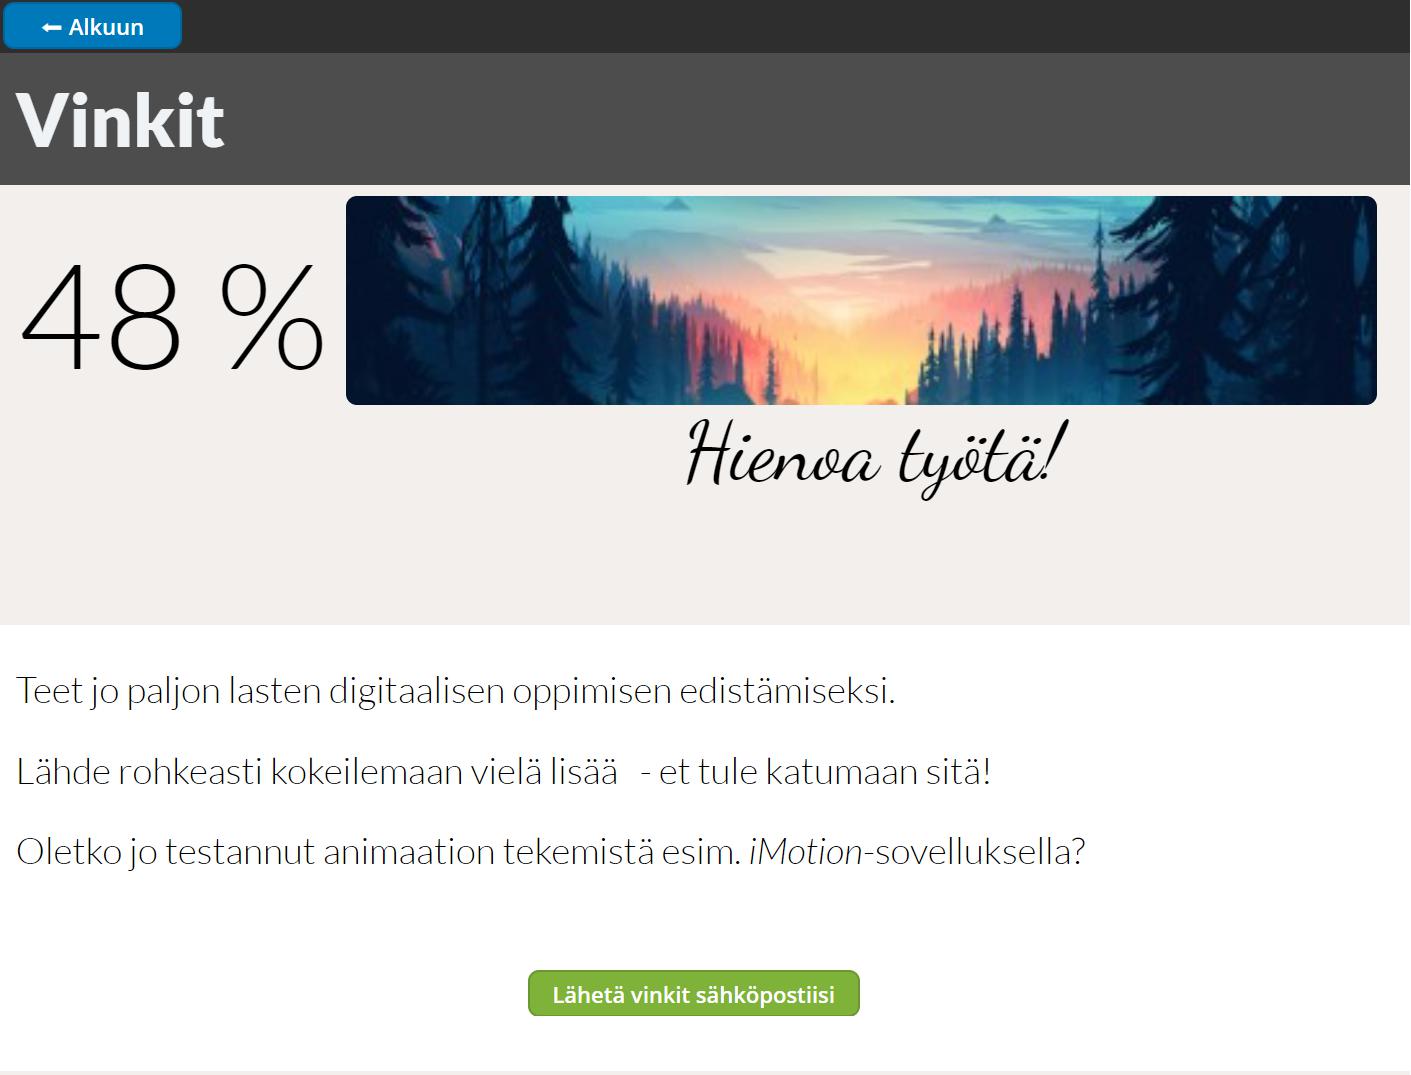 ← Alkuun
Vinkit
48 %
Hienoa työtä!
Teet jo paljon lasten digitaalisen oppimisen edistämiseksi.
Lähde rohkeasti kokeilemaan vielä lisää - et tule katumaan sitä!
Oletko jo testannut animaation tekemistä esim. iMotion-sovelluksella?
Lähetä vinkit sähköpostiisi